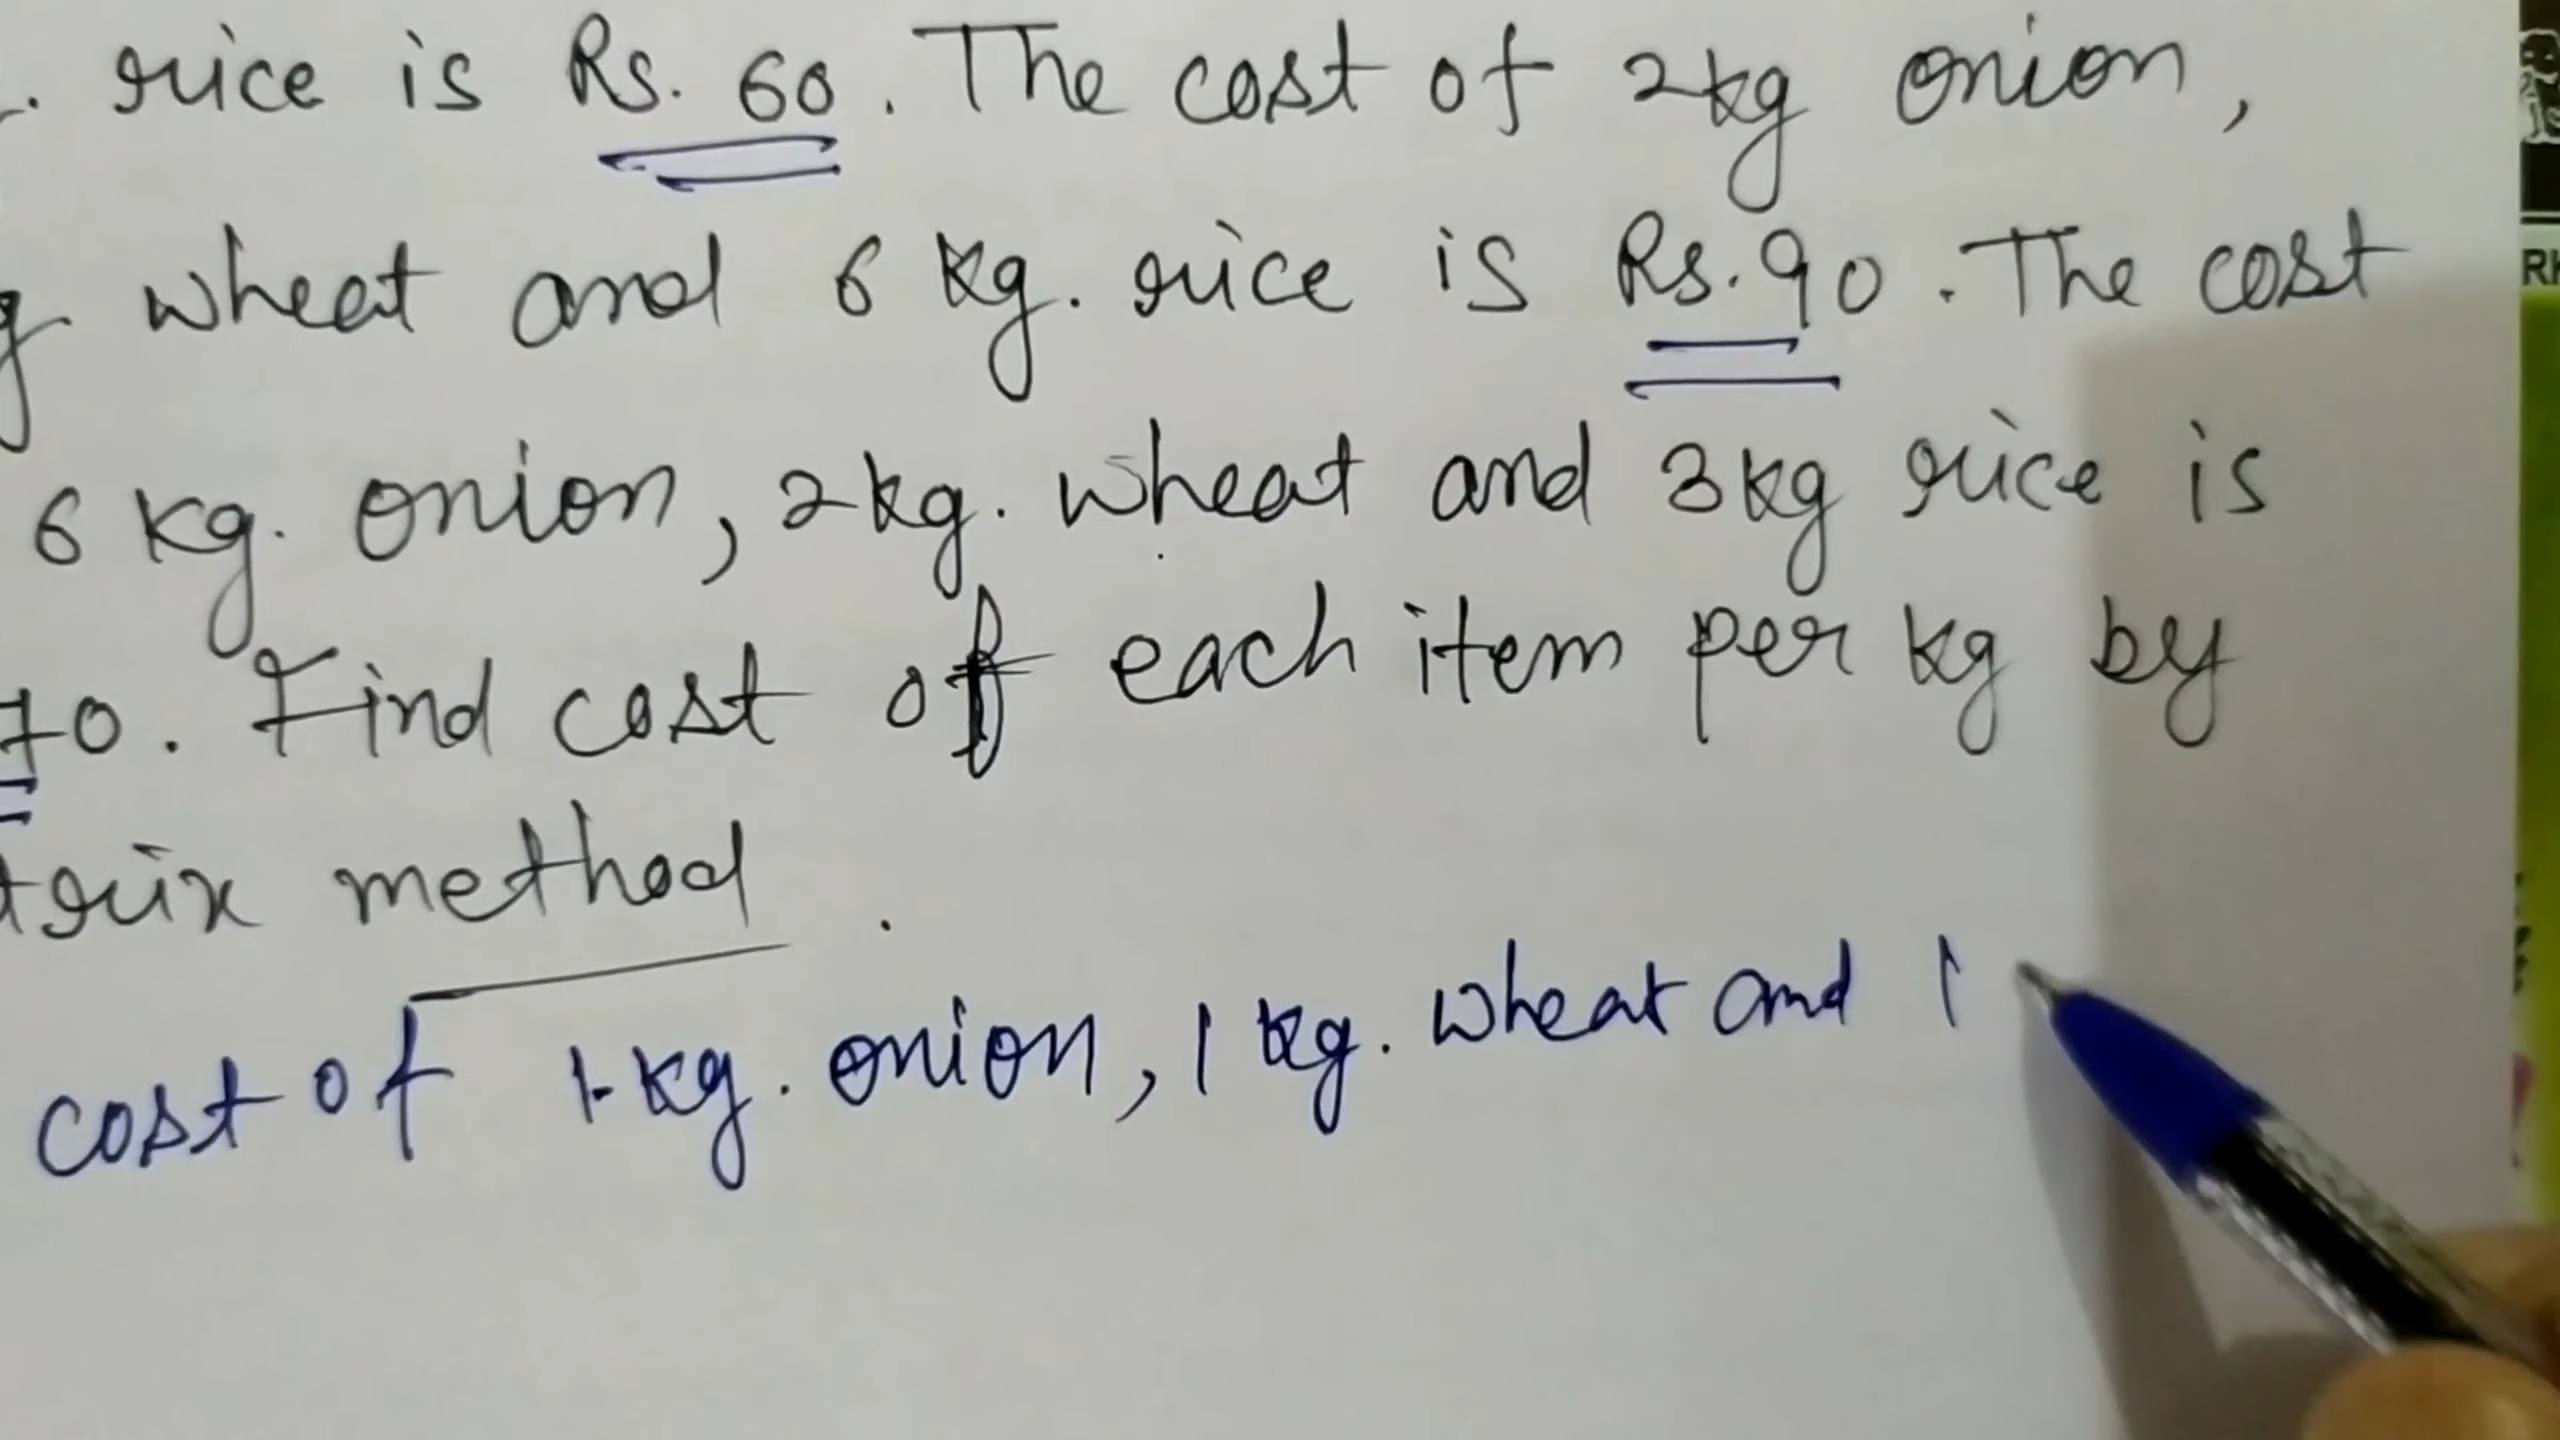 . rice is Rs. 60. The cost of 2kg onion,
g. wheat and 6 kg. rice is Rs. 90. The cost
6 kg. onion, 2kg. wheat and 3kg rice is
70. Find cost of each item per kg by
trix method.
cost of 1 kg. onion, 1 kg. wheat and 1